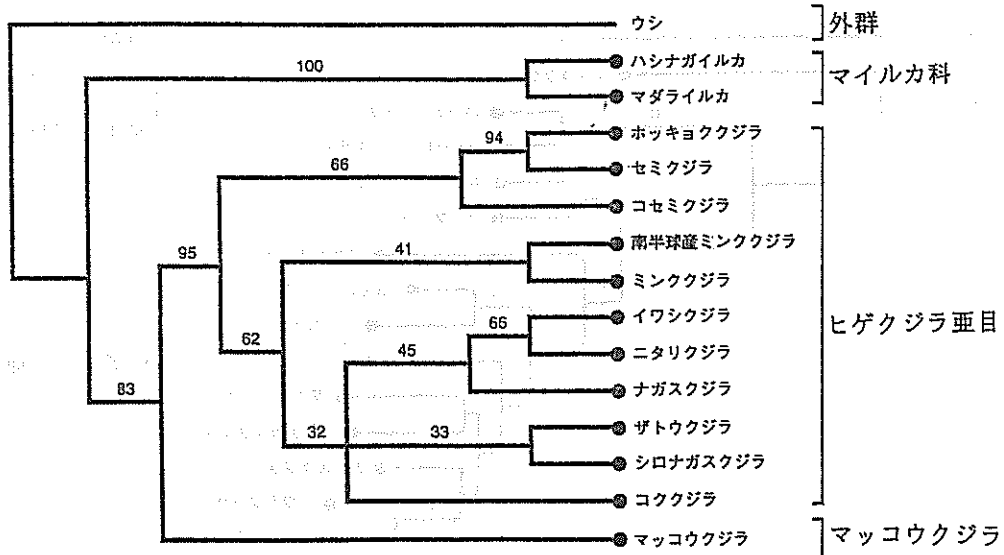 ウシ
外群
100
ハシナガイルカ
マダライルカ
マイルカ科
94
ホッキョククジラ
セミクジラ
66
コセミクジラ
95
41
南半球産ミンククジラ
ミンククジラ
62
66
イワシクジラ
ニタリクジラ
45
ナガスクジラ
ヒゲクジラ亜目
83
32
33
ザトウクジラ
シロナガスクジラ
コククジラ
マッコウクジラ
マッコウクジラ